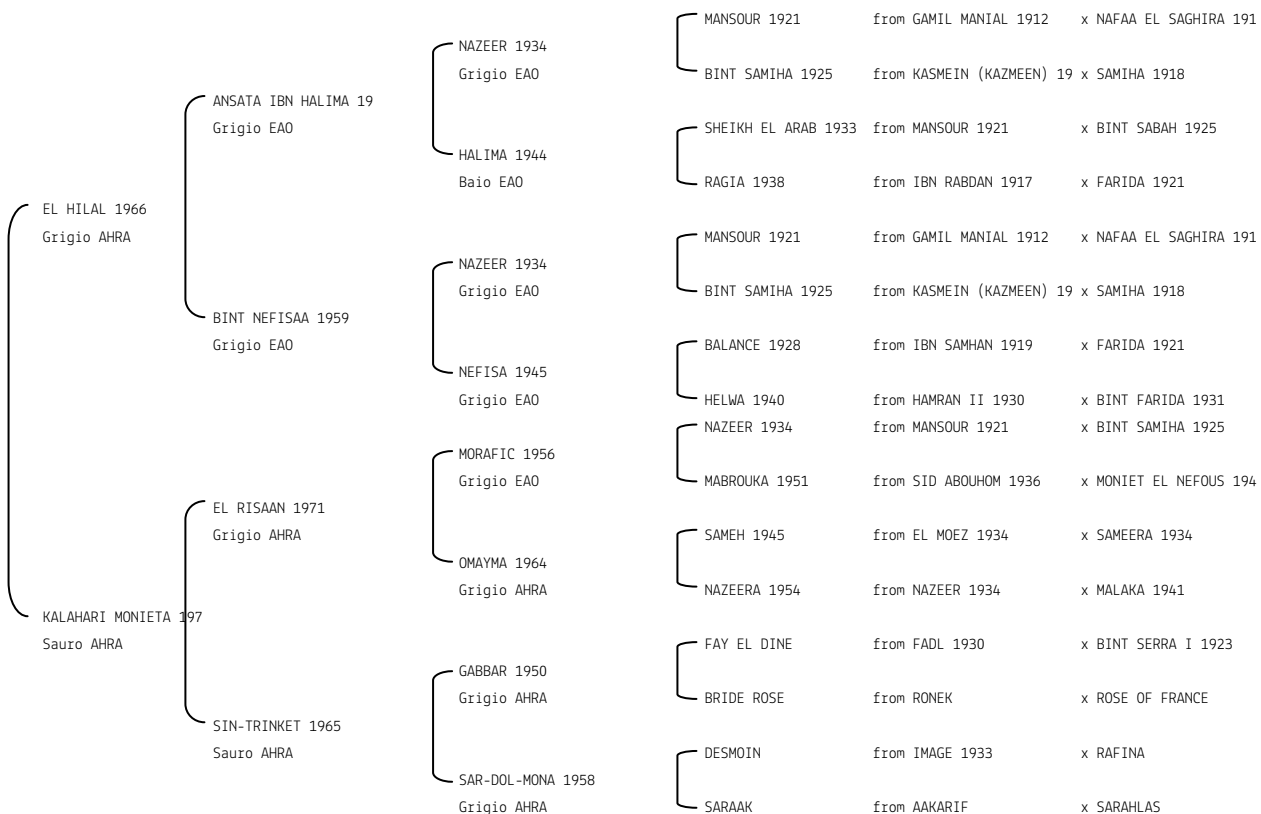 MANSOUR 1921 from GAMIL MANIAL 1912 x NAFAA EL SAGHIRA 191
NAZEER 1934
Grigio EAO BINT SAMIHA 1925 from KASMEIN (KAZMEEN) 19 x SAMIHA 1918
ANSATA IBN HALIMA 19
Grigio EAO SHEIKH EL ARAB 1933 from MANSOUR 1921 x BINT SABAH 1925
HALIMA 1944
Baio EAO RAGIA 1938 from IBN RABDAN 1917 x FARIDA 1921
EL HILAL 1966
Grigio AHRA MANSOUR 1921 from GAMIL MANIAL 1912 x NAFAA EL SAGHIRA 191
NAZEER 1934
Grigio EAO BINT SAMIHA 1925 from KASMEIN (KAZMEEN) 19 x SAMIHA 1918
BINT NEFISAA 1959
Grigio EAO BALANCE 1928 from IBN SAMHAN 1919 x FARIDA 1921
NEFISA 1945
Grigio EAO HELWA 1940 from HAMRAN II 1930 x BINT FARIDA 1931
NAZEER 1934 from MANSOUR 1921 x BINT SAMIHA 1925
MORAFIC 1956
Grigio EAO MABROUKA 1951 from SID ABOUHOM 1936 x MONIET EL NEFOUS 194
EL RISAAN 1971
Grigio AHRA SAMEH 1945 from EL MOEZ 1934 x SAMEERA 1934
OMAYMA 1964
Grigio AHRA NAZEERA 1954 from NAZEER 1934 x MALAKA 1941
KALAHARI MONIETA 197
Sauro AHRA FAY EL DINE from FADL 1930 x BINT SERRA I 1923
GABBAR 1950
Grigio AHRA BRIDE ROSE from RONEK x ROSE OF FRANCE
SIN-TRINKET 1965
Sauro AHRA DESMOIN from IMAGE 1933 x RAFINA
SAR-DOL-MONA 1958
Grigio AHRA SARAAK from AAKARIF x SARAHLAS